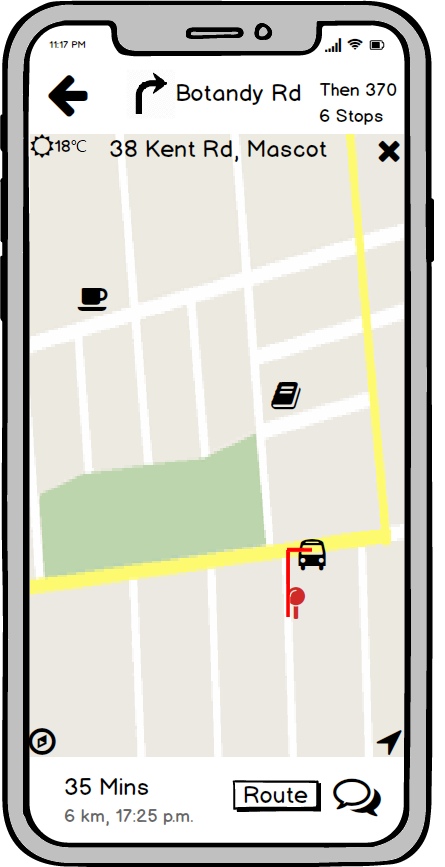 11:17 PM
Botandy Rd
Then 370
6 Stops
18°C
38 Kent Rd, Mascot
35 Mins
6 km, 17:25 p.m.
Route